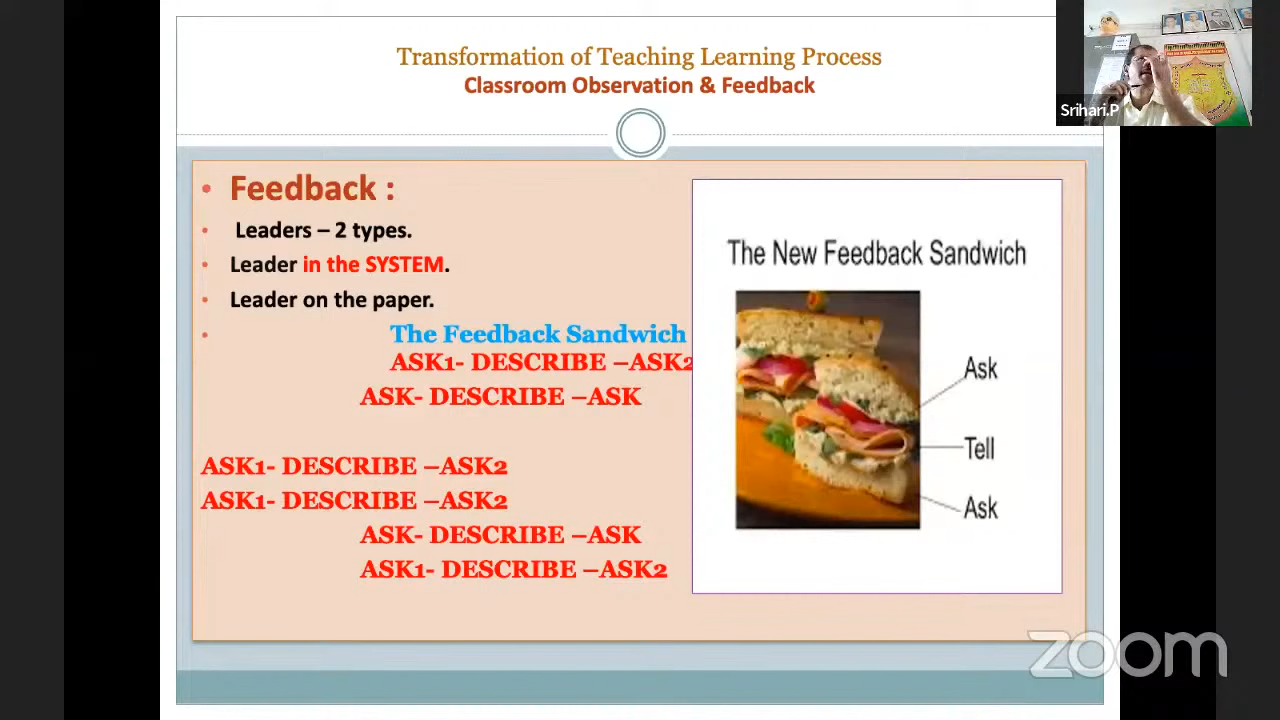 Transformation of Teaching Learning Process
Classroom Observation & Feedback
Srihari.P
Feedback :
Leaders – 2 types.
Leader in the SYSTEM.
Leader on the paper.
The Feedback Sandwich
ASK1- DESCRIBE –ASK2
ASK- DESCRIBE –ASK
ASK1- DESCRIBE –ASK2
ASK1- DESCRIBE –ASK2
ASK- DESCRIBE –ASK
ASK1- DESCRIBE –ASK2
The New Feedback Sandwich
Ask
Tell
Ask
zoom